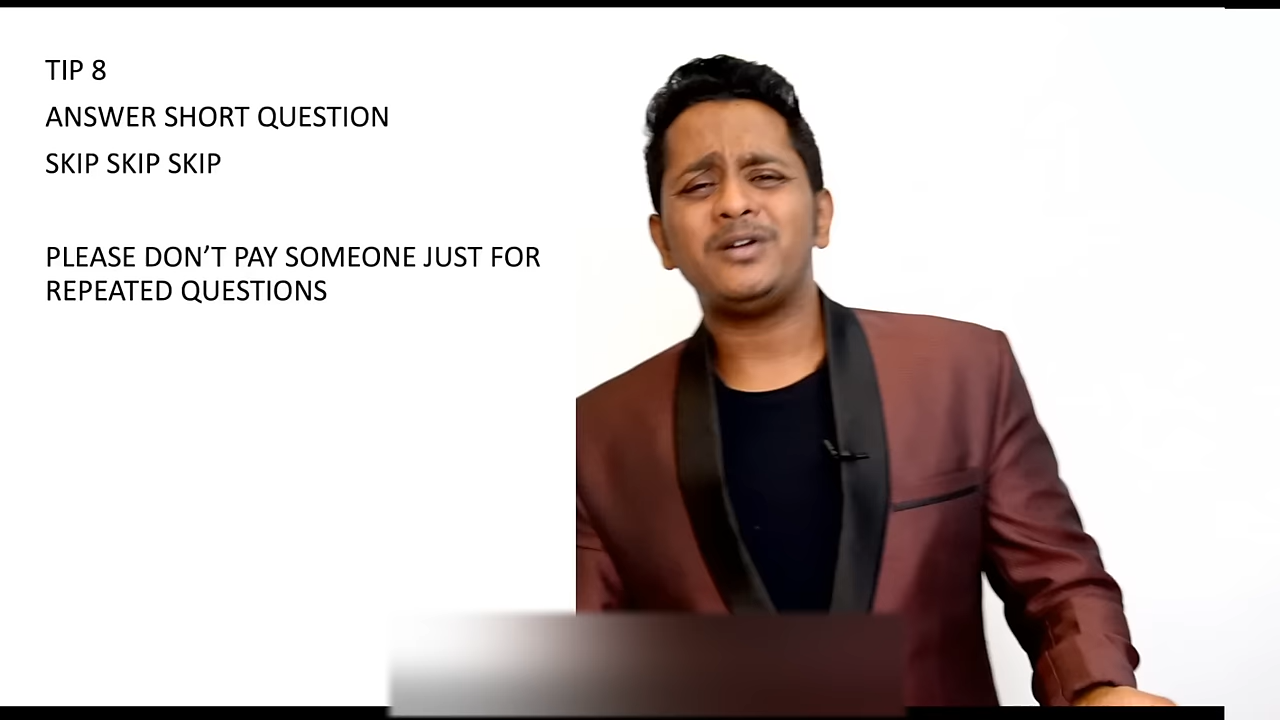 TIP 8
ANSWER SHORT QUESTION
SKIP SKIP SKIP
PLEASE DON’T PAY SOMEONE JUST FOR
REPEATED QUESTIONS